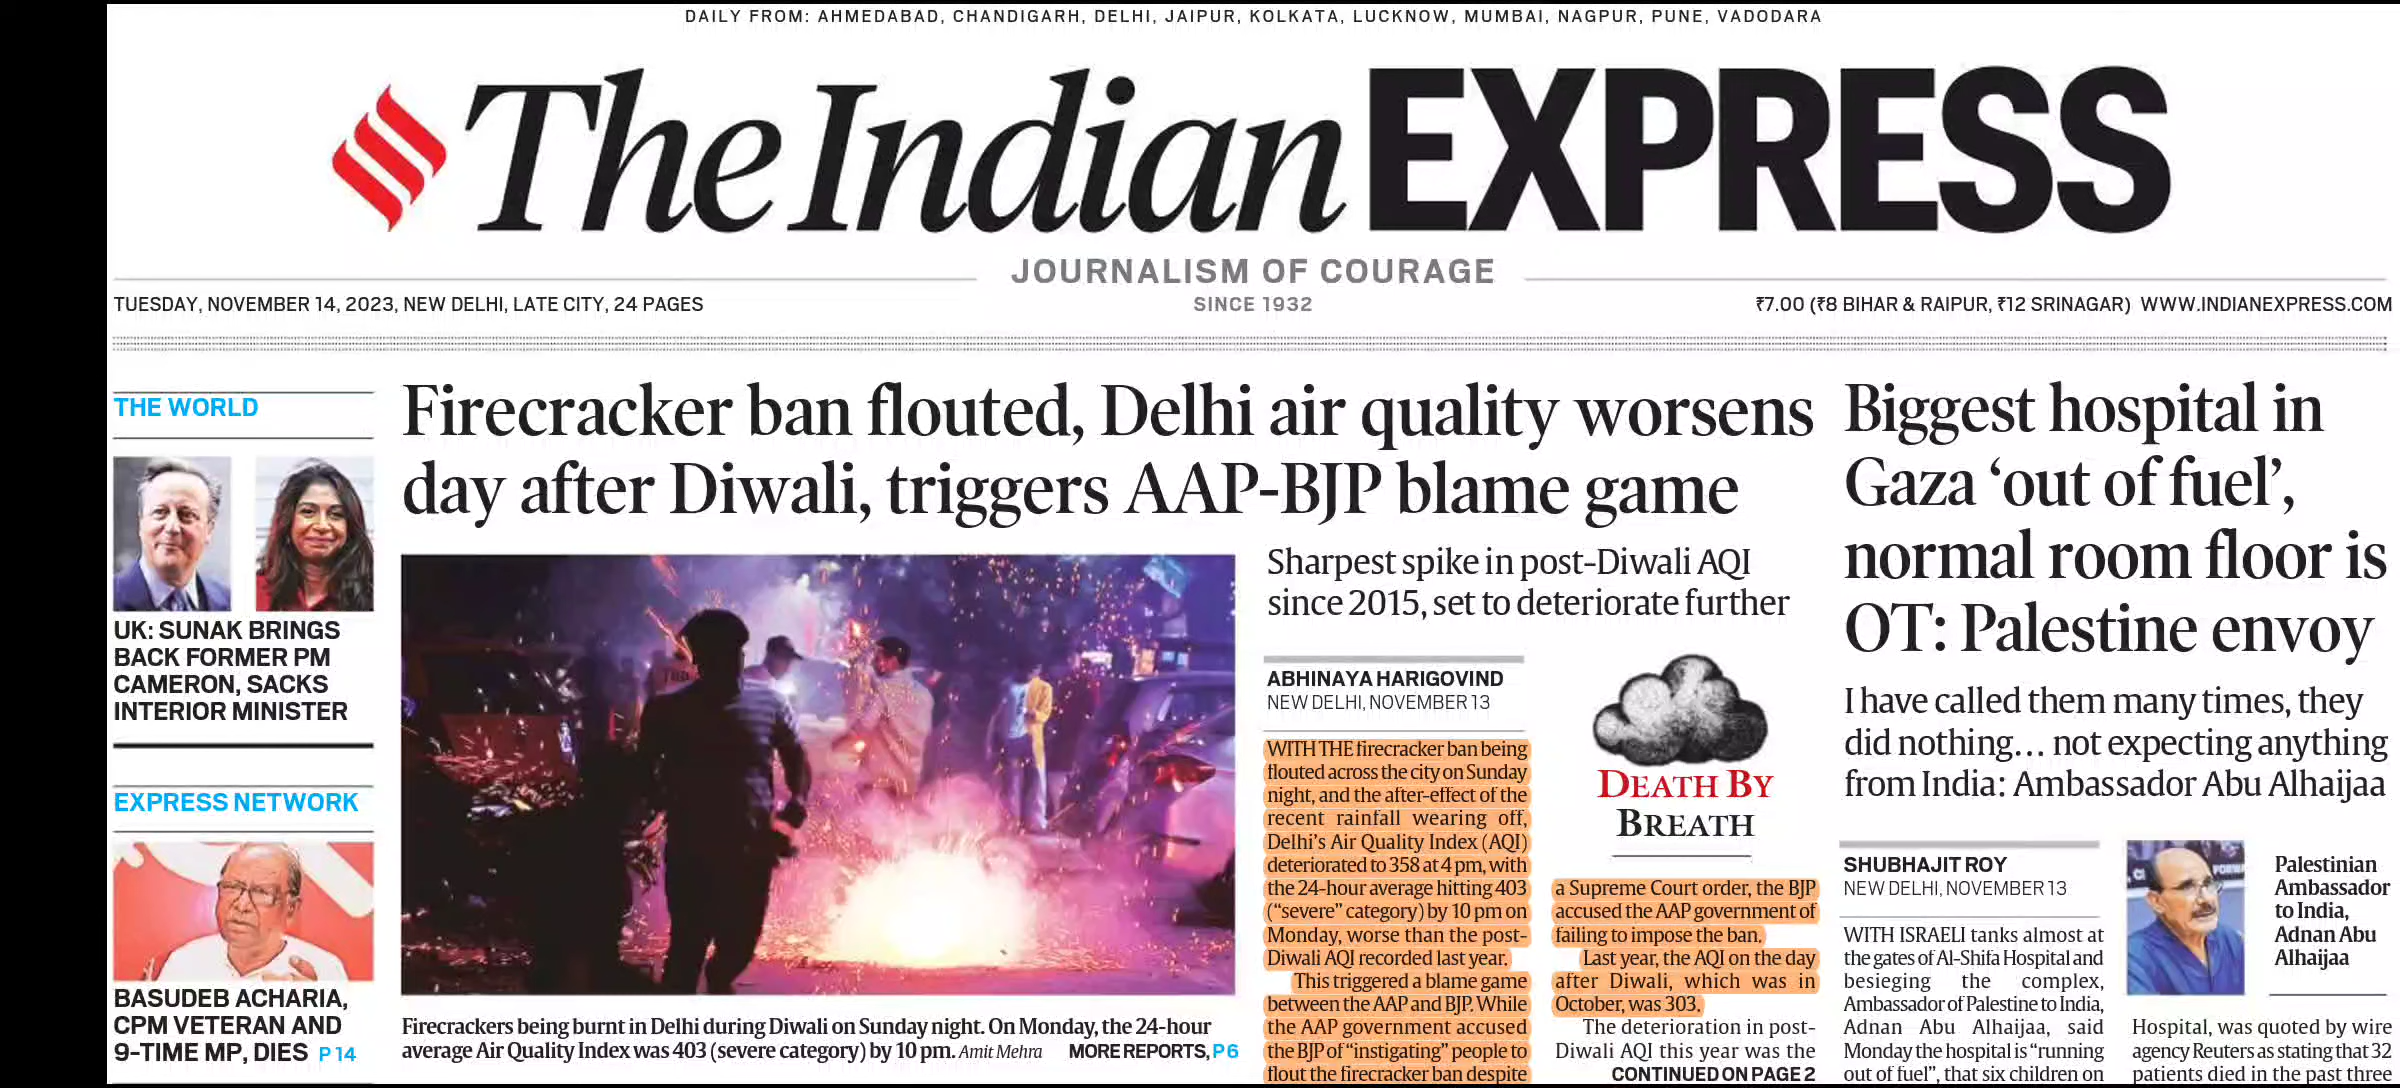 DAILY FROM: AHMEDABAD, CHANDIGARH, DELHI, JAIPUR, KOLKATA, LUCKNOW, MUMBAI, NAGPUR, PUNE, VADODARA
The Indian EXPRESS
JOURNALISM OF COURAGE
SINCE 1932
TUESDAY, NOVEMBER 14, 2023, NEW DELHI, LATE CITY, 24 PAGES
₹7.00 (₹8 BIHAR & RAIPUR, ₹12 SRINAGAR) WWW.INDIANEXPRESS.COM
THE WORLD
UK: SUNAK BRINGS
BACK FORMER PM
CAMERON, SACKS
INTERIOR MINISTER
EXPRESS NETWORK
BASUDEB ACHARIA,
CPM VETERAN AND
9-TIME MP, DIES P 14
Firecracker ban flouted, Delhi air quality worsens
day after Diwali, triggers AAP-BJP blame game
Firecrackers being burnt in Delhi during Diwali on Sunday night. On Monday, the 24-hour
average Air Quality Index was 403 (severe category) by 10 pm. Amit Mehra MORE REPORTS, P 6
Sharpest spike in post-Diwali AQI
since 2015, set to deteriorate further
ABHINAYA HARIGOVIND
NEW DELHI, NOVEMBER 13
WITH THE firecracker ban being
flouted across the city on Sunday
night, and the after-effect of the
recent rainfall wearing off,
Delhi's Air Quality Index (AQI)
deteriorated to 358 at 4 pm, with
the 24-hour average hitting 403
("severe" category) by 10 pm on
Monday, worse than the post-
Diwali AQI recorded last year.
This triggered a blame game
between the AAP and BJP. While
the AAP government accused
the BJP of "instigating" people to
flout the firecracker ban despite
DEATH BY
BREATH
a Supreme Court order, the BJP
accused the AAP government of
failing to impose the ban.
Last year, the AQI on the day
after Diwali, which was in
October, was 303.
The deterioration in post-
Diwali AQI this year was the
CONTINUED ON PAGE 2
Biggest hospital in
Gaza 'out of fuel',
normal room floor is
OT: Palestine envoy
I have called them many times, they
did nothing… not expecting anything
from India: Ambassador Abu Alhaijaa
SHUBHAJIT ROY
NEW DELHI, NOVEMBER 13
WITH ISRAELI tanks almost at
the gates of Al-Shifa Hospital and
besieging the complex,
Ambassador of Palestine to India,
Adnan Abu Alhaijaa, said
Monday the hospital is "running
out of fuel", that six children on
Palestinian
Ambassador
to India,
Adnan Abu
Alhaijaa
Hospital, was quoted by wire
agency Reuters as stating that 32
patients died in the past three